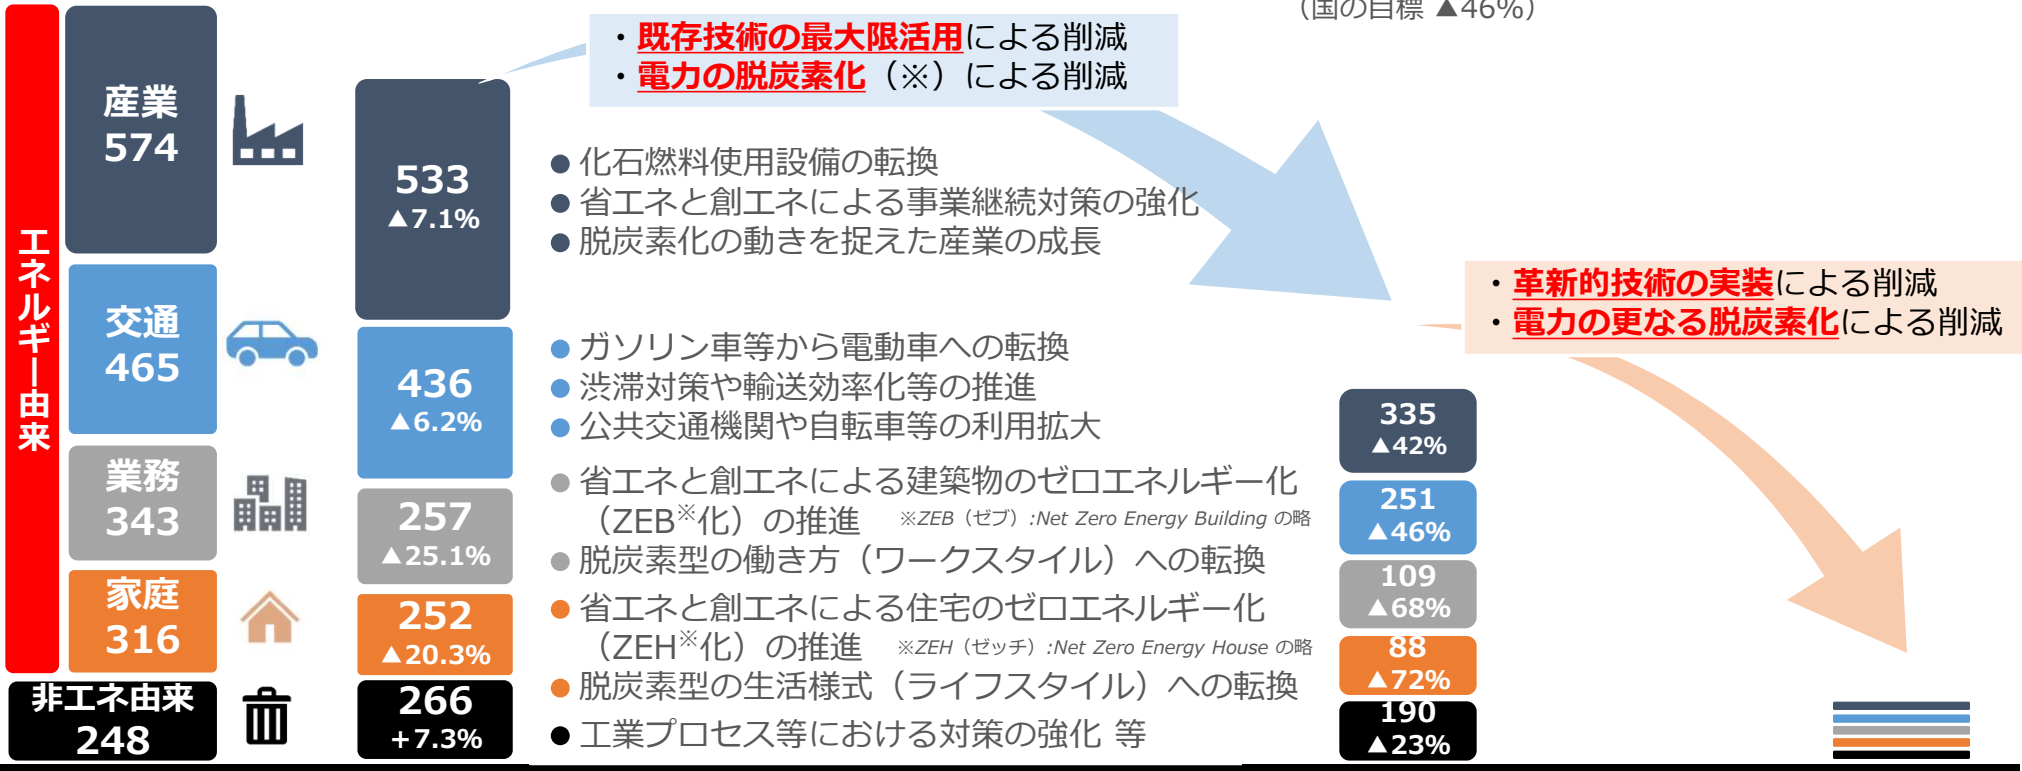 （国の目標 ▲46%）
・既存技術の最大限活用による削減
・電力の脱炭素化（※）による削減
エネルギー由来
産業
574
交通
465
業務
343
家庭
316
非エネ由来
248
533
▲7.1%
436
▲6.2%
257
▲25.1%
252
▲20.3%
266
+7.3%
●化石燃料使用設備の転換
●省エネと創エネによる事業継続対策の強化
●脱炭素化の動きを捉えた産業の成長
●ガソリン車等から電動車への転換
●渋滞対策や輸送効率化等の推進
●公共交通機関や自転車等の利用拡大
●省エネと創エネによる建築物のゼロエネルギー化
（ZEB※化）の推進 ※ZEB（ゼブ）:Net Zero Energy Building の略
●脱炭素型の働き方（ワークスタイル）への転換
●省エネと創エネによる住宅のゼロエネルギー化
（ZEH※化）の推進 ※ZEH（ゼッチ）:Net Zero Energy House の略
●脱炭素型の生活様式（ライフスタイル）への転換
●工業プロセス等における対策の強化 等
・革新的技術の実装による削減
・電力の更なる脱炭素化による削減
335
▲42%
251
▲46%
109
▲68%
88
▲72%
190
▲23%